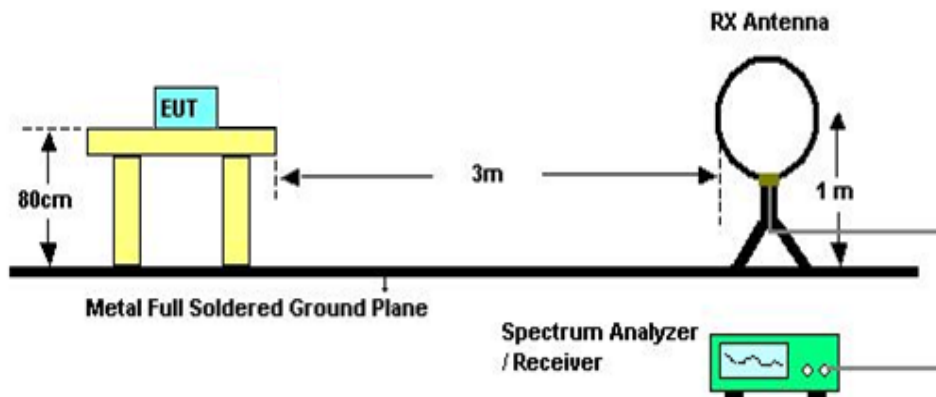 RX Antenna
EUT
80cm
3m
1 m
Metal Full Soldered Ground Plane
Spectrum Analyzer
/ Receiver